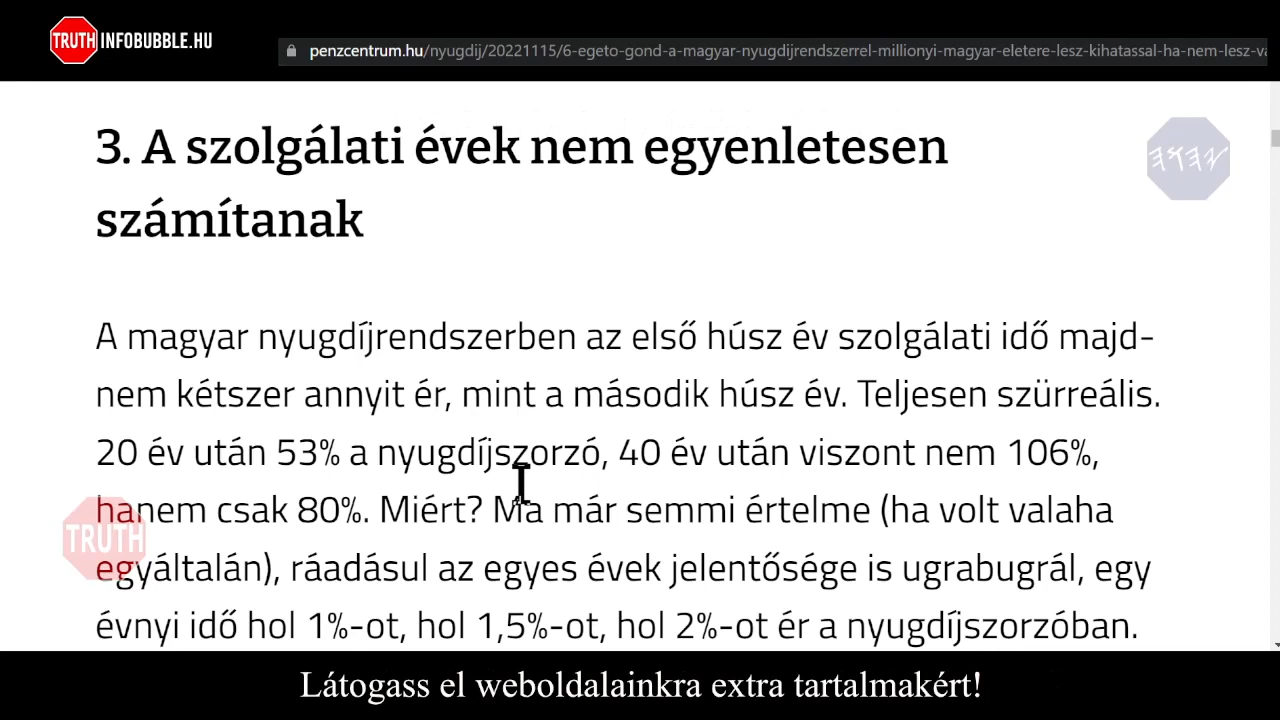 TRUTH INFOBUBBLE.HU
penzcentrum.hu/nyugdij/20221115/6-egeto-gond-a-magyar-nyugdijrendszerrel-millionyi-magyar-eletere-lesz-kihatassal-ha-nem-lesz-va
3. A szolgálati évek nem egyenletesen
számítanak
A magyar nyugdíjrendszerben az első húsz év szolgálati idő majd-
nem kétszer annyit ér, mint a második húsz év. Teljesen szürreális.
20 év után 53% a nyugdíjszorzó, 40 év után viszont nem 106%,
hanem csak 80%. Miért? Ma már semmi értelme (ha volt valaha
TRUTH
egyáltalán), ráadásul az egyes évek jelentősége is ugrabugrál, egy
évnyi idő hol 1%-ot, hol 1,5%-ot, hol 2%-ot ér a nyugdíjszorzóban.
Látogass el weboldalainkra extra tartalmakért!